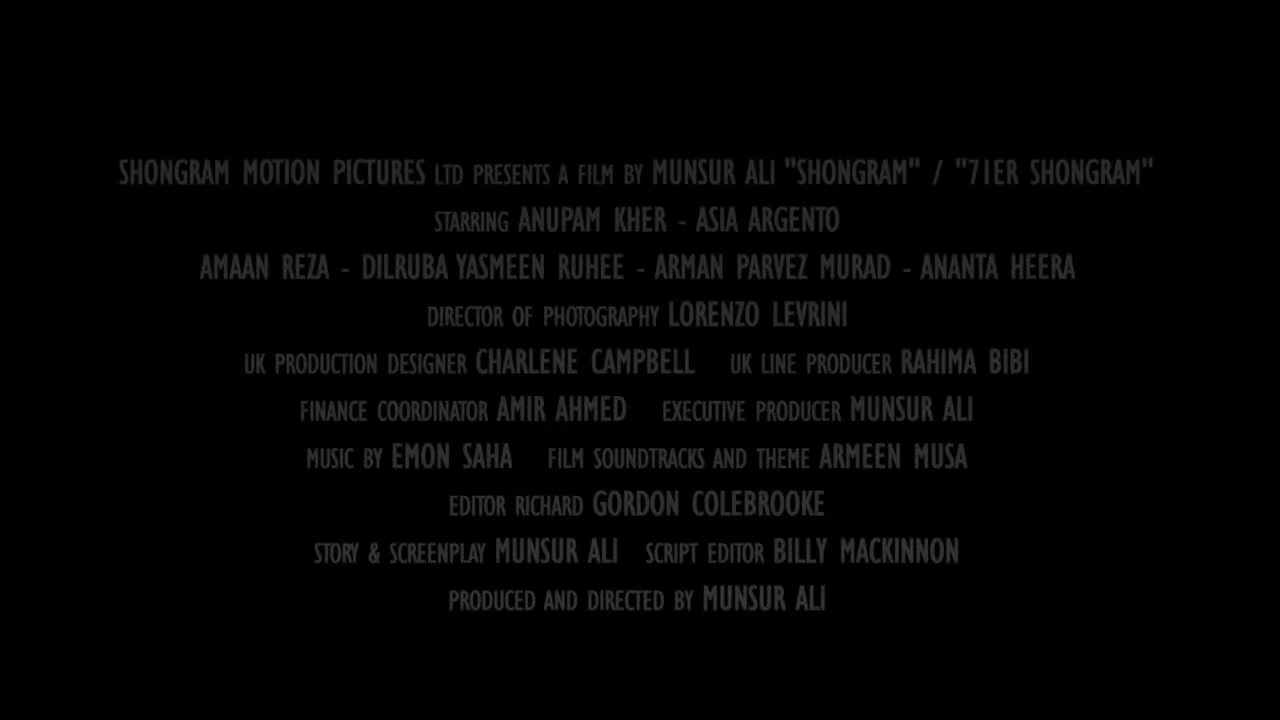 SHONGRAM MOTION PICTURES LTD PRESENTS A FILM BY MUNSUR ALI "SHONGRAM" / "71ER SHONGRAM"
STARRING ANUPAM KHER - ASIA ARGENTO
AMAAN REZA - DILRUBA YASMEEN RUHEE - ARMAN PARVEZ MURAD - ANANTA HEERA
DIRECTOR OF PHOTOGRAPHY LORENZO LEVRINI
UK PRODUCTION DESIGNER CHARLENE CAMPBELL UK LINE PRODUCER RAHIMA BIBI
FINANCE COORDINATOR AMIR AHMED EXECUTIVE PRODUCER MUNSUR ALI
MUSIC BY EMON SAHA FILM SOUNDTRACKS AND THEME ARMEEN MUSA
EDITOR RICHARD GORDON COLEBROOKE
STORY & SCREENPLAY MUNSUR ALI SCRIPT EDITOR BILLY MACKINNON
PRODUCED AND DIRECTED BY MUNSUR ALI